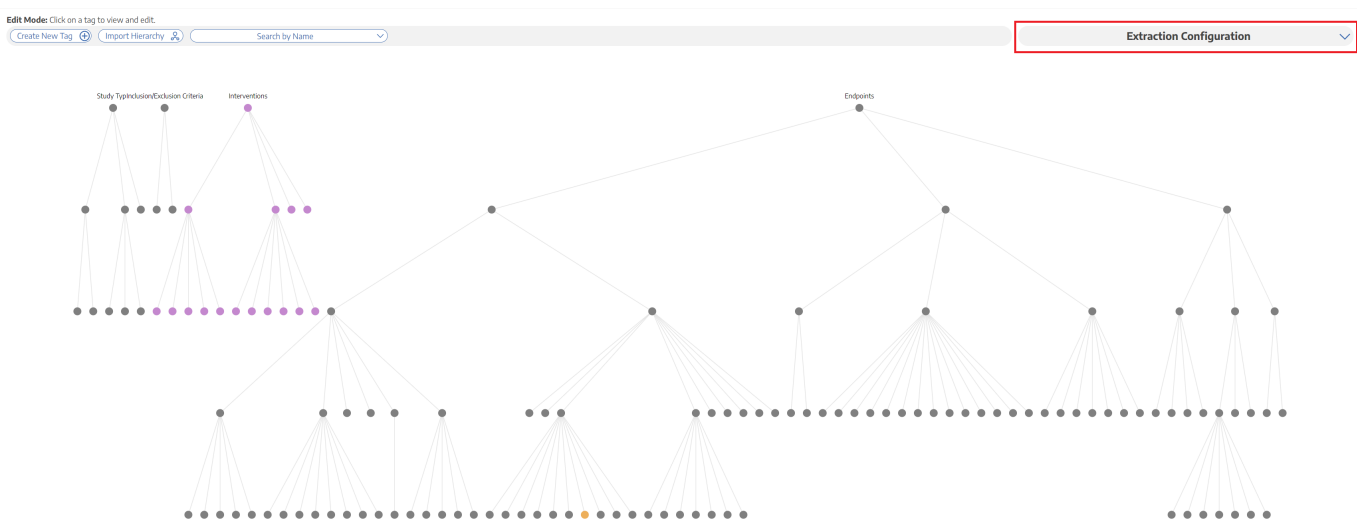 Edit Mode: Click on a tag to view and edit.
Create New Tag
Import Hierarchy
Search by Name
Extraction Configuration
Study TypInclusion/Exclusion Criteria
Interventions
Endpoints